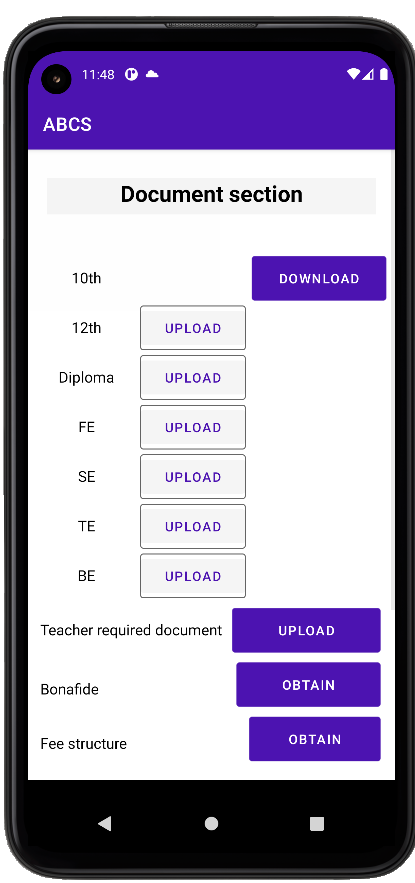 11:48
ABCS
Document section
10th DOWNLOAD
12th UPLOAD
Diploma UPLOAD
FE UPLOAD
SE UPLOAD
TE UPLOAD
BE UPLOAD
Teacher required document UPLOAD
Bonafide OBTAIN
Fee structure OBTAIN